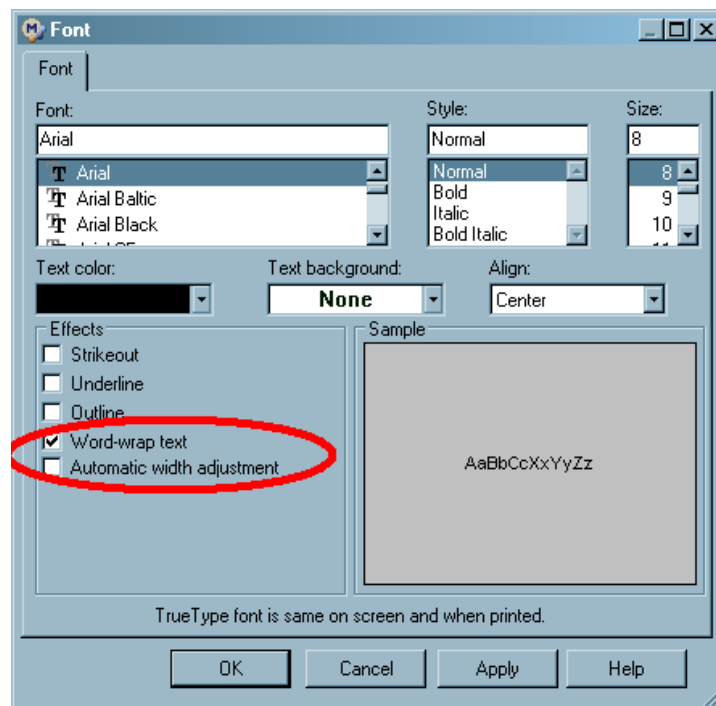 Font
Font
Font: Style: Size:
Arial Normal 8
Arial Normal 8
Arial Baltic Bold 9
Arial Black Italic 10
Bold Italic
Text color: Text background: Align:
None Center
Effects Sample
Strikeout
Underline
Outline
Word-wrap text
Automatic width adjustment AaBbCcXxYyZz
TrueType font is same on screen and when printed.
OK Cancel Apply Help